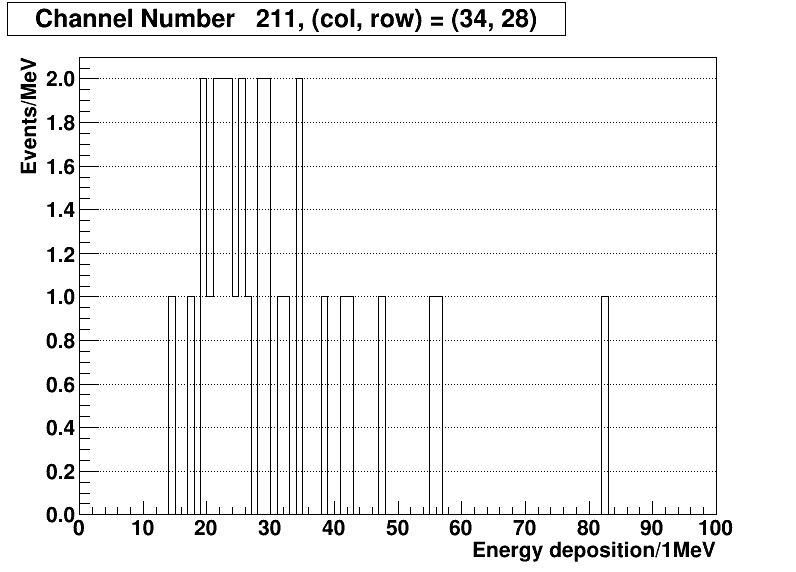 Channel Number 211, (col, row) = (34, 28)
Events/MeV
2.0
1.8
1.6
1.4
1.2
1.0
0.8
0.6
0.4
0.2
0.0
0 10 20 30 40 50 60 70 80 90 100
Energy deposition/1MeV